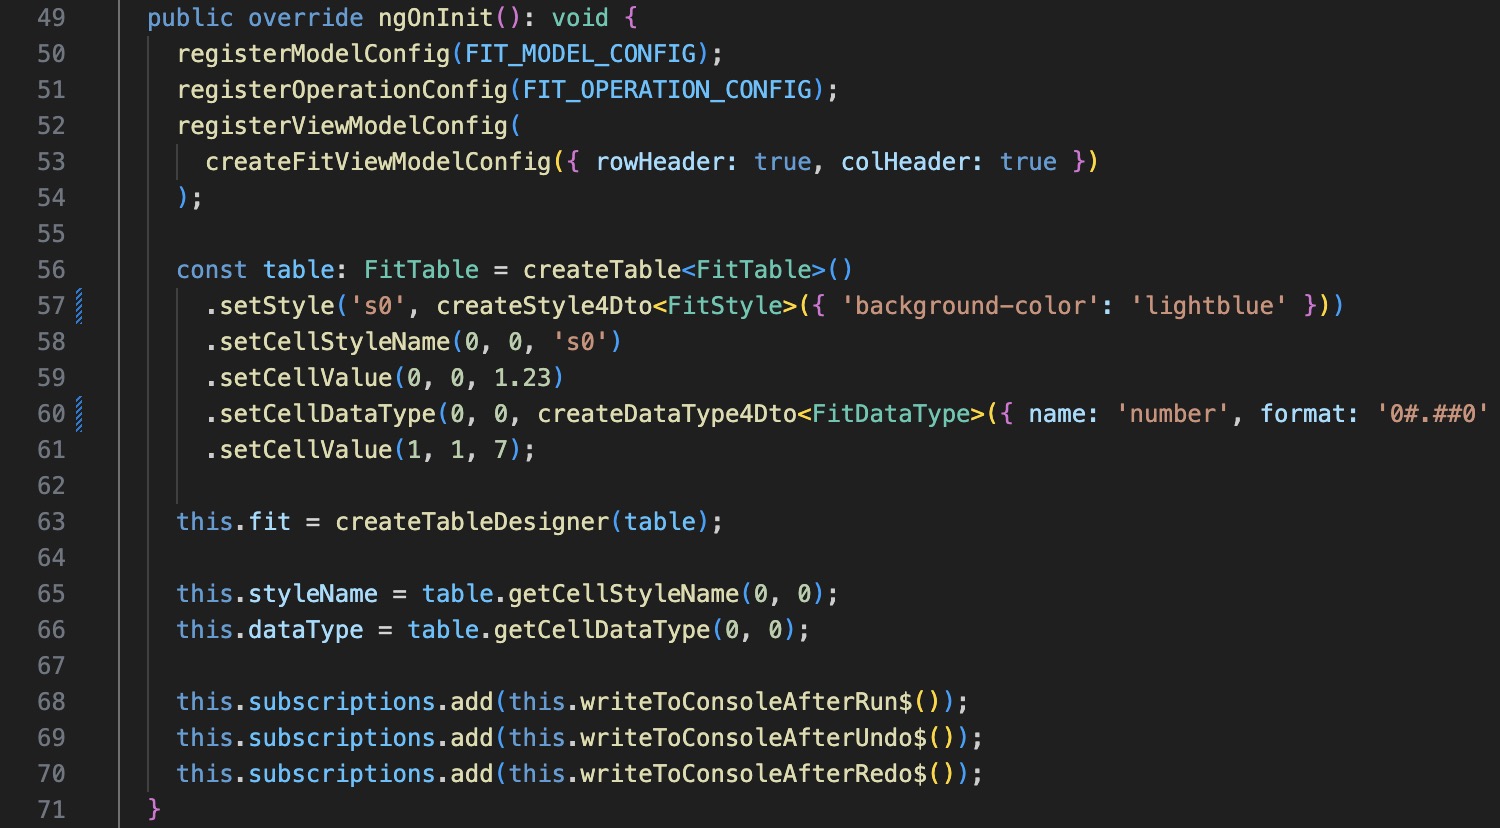 49 public override ngOnInit(): void {
50 registerModelConfig(FIT_MODEL_CONFIG);
51 registerOperationConfig(FIT_OPERATION_CONFIG);
52 registerViewModelConfig(
53 createFitViewModelConfig({ rowHeader: true, colHeader: true })
54 );
55
56 const table: FitTable = createTable<FitTable>()
57 .setStyle('s0', createStyle4Dto<FitStyle>({ 'background-color': 'lightblue' }))
58 .setCellStyleName(0, 0, 's0')
59 .setCellValue(0, 0, 1.23)
60 .setCellDataType(0, 0, createDataType4Dto<FitDataType>({ name: 'number', format: '0#.##0'
61 .setCellValue(1, 1, 7);
62
63 this.fit = createTableDesigner(table);
64
65 this.styleName = table.getCellStyleName(0, 0);
66 this.dataType = table.getCellDataType(0, 0);
67
68 this.subscriptions.add(this.writeToConsoleAfterRun$());
69 this.subscriptions.add(this.writeToConsoleAfterUndo$());
70 this.subscriptions.add(this.writeToConsoleAfterRedo$());
71 }